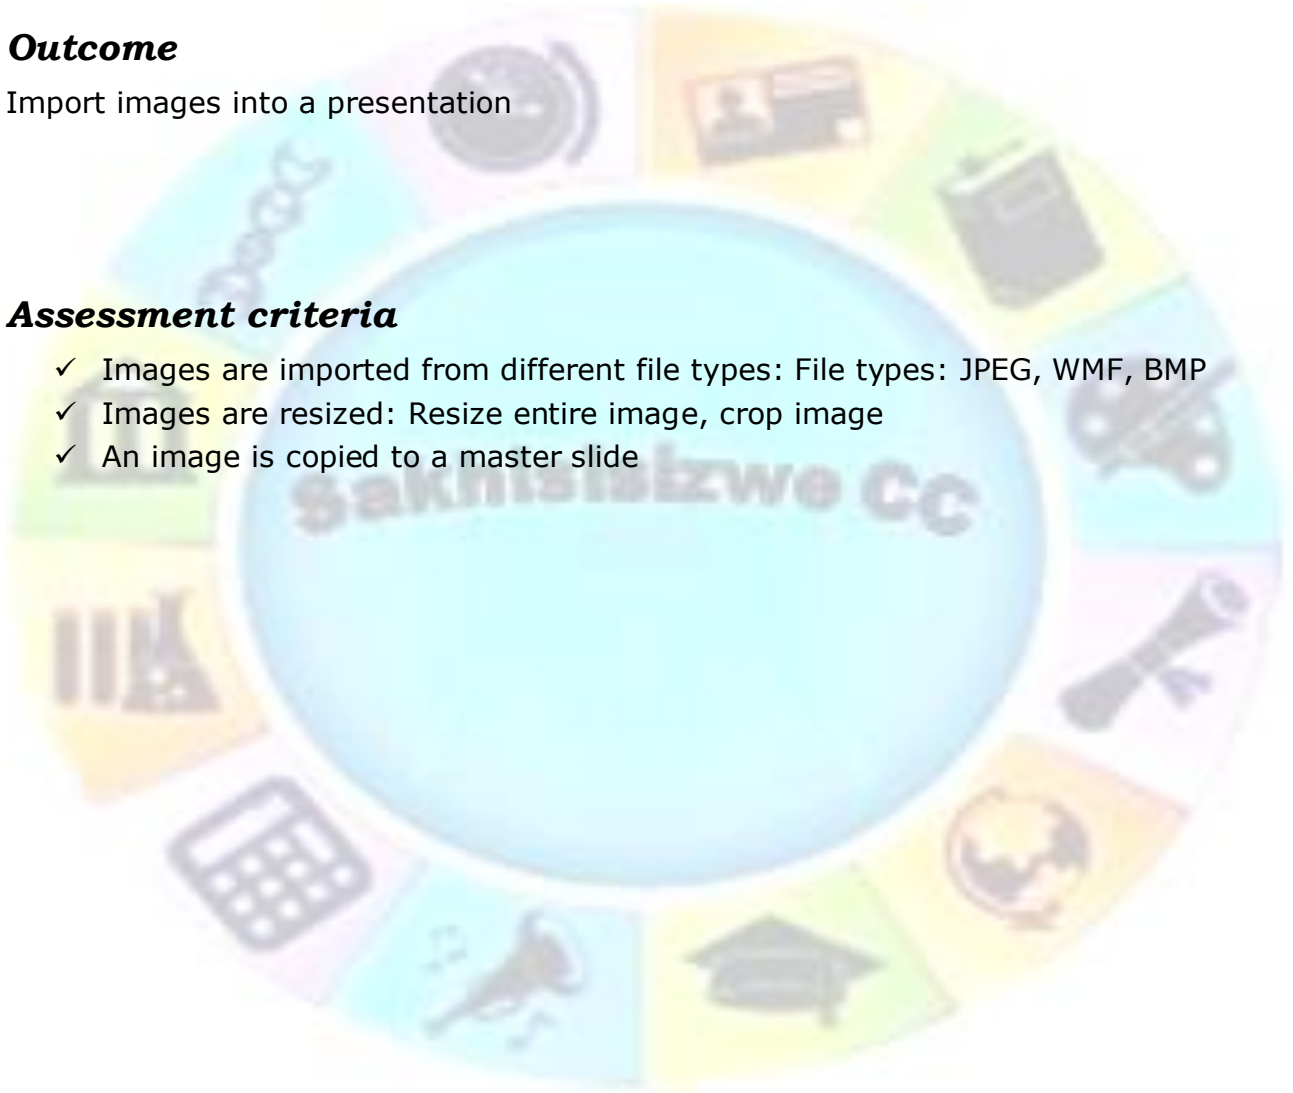 Outcome
Import images into a presentation
Assessment criteria
✓ Images are imported from different file types: File types: JPEG, WMF, BMP
✓ Images are resized: Resize entire image, crop image
✓ An image is copied to a master slide
Sakhisisizwe CC